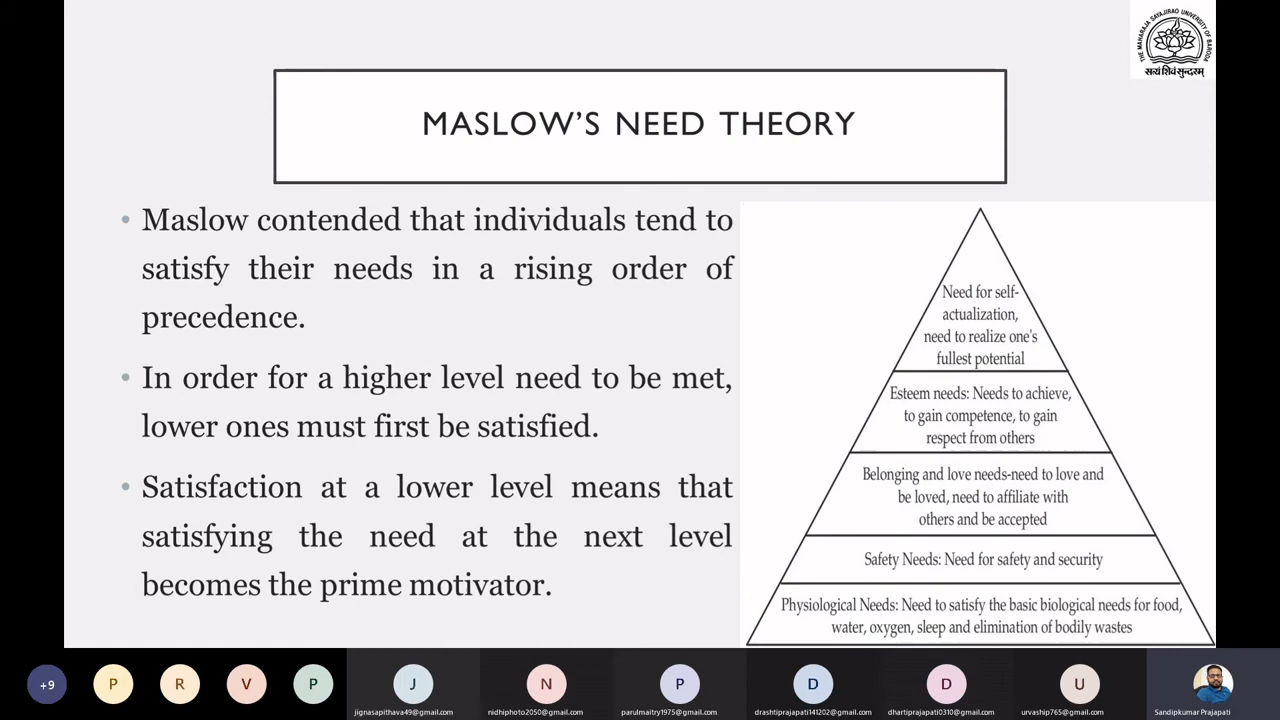 THE MAHARAJA SAYAJIRAO UNIVERSITY OF BARODA
सत्यं शिवं सुन्दरम्
MASLOW'S NEED THEORY
• Maslow contended that individuals tend to
satisfy their needs in a rising order of
precedence.
• In order for a higher level need to be met,
lower ones must first be satisfied.
• Satisfaction at a lower level means that
satisfying the need at the next level
becomes the prime motivator.
Need for self-
actualization,
need to realize one's
fullest potential
Esteem needs: Needs to achieve,
to gain competence, to gain
respect from others
Belonging and love needs-need to love and
be loved, need to affiliate with
others and be accepted
Safety Needs: Need for safety and security
Physiological Needs: Need to satisfy the basic biological needs for food,
water, oxygen, sleep and elimination of bodily wastes
+9
P
R
V
P
J
jignasapithava49@gmail.com
N
nidhiphoto2050@gmail.com
P
parulmaitry1975@gmail.com
D
drashtiprajapati141202@gmail.com
D
dhartiprajapati0310@gmail.com
U
urvaship765@gmail.com
Sandipkumar Prajapati